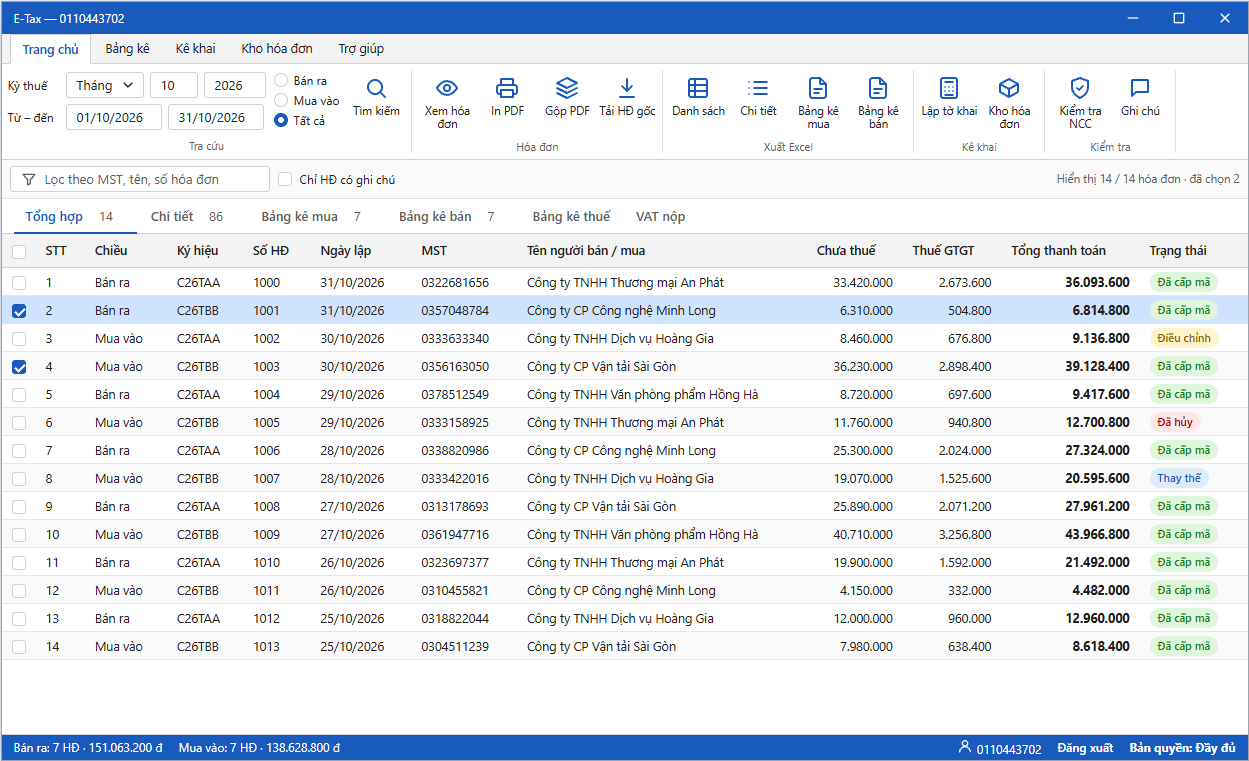 E-Tax — 0110443702
Trang chủ Bảng kê Kê khai Kho hóa đơn Trợ giúp
Kỳ thuế Tháng 10 2026
Từ – đến 01/10/2026 31/10/2026
Bán ra
Mua vào
Tất cả
Tìm kiếm
Tra cứu
Xem hóa đơn In PDF Gộp PDF Tải HĐ gốc
Hóa đơn
Danh sách Chi tiết Bảng kê mua Bảng kê bán
Xuất Excel
Lập tờ khai Kho hóa đơn
Kê khai
Kiểm tra NCC Ghi chú
Kiểm tra
Lọc theo MST, tên, số hóa đơn Chỉ HĐ có ghi chú Hiển thị 14 / 14 hóa đơn · đã chọn 2
Tổng hợp 14 Chi tiết 86 Bảng kê mua 7 Bảng kê bán 7 Bảng kê thuế VAT nộp
STT Chiều Ký hiệu Số HĐ Ngày lập MST Tên người bán / mua Chưa thuế Thuế GTGT Tổng thanh toán Trạng thái
1 Bán ra C26TAA 1000 31/10/2026 0322681656 Công ty TNHH Thương mại An Phát 33.420.000 2.673.600 36.093.600 Đã cấp mã
2 Bán ra C26TBB 1001 31/10/2026 0357048784 Công ty CP Công nghệ Minh Long 6.310.000 504.800 6.814.800 Đã cấp mã
3 Mua vào C26TAA 1002 30/10/2026 0333633340 Công ty TNHH Dịch vụ Hoàng Gia 8.460.000 676.800 9.136.800 Điều chỉnh
4 Mua vào C26TBB 1003 30/10/2026 0356163050 Công ty CP Vận tải Sài Gòn 36.230.000 2.898.400 39.128.400 Đã cấp mã
5 Bán ra C26TAA 1004 29/10/2026 0378512549 Công ty TNHH Văn phòng phẩm Hồng Hà 8.720.000 697.600 9.417.600 Đã cấp mã
6 Mua vào C26TBB 1005 29/10/2026 0333158925 Công ty TNHH Thương mại An Phát 11.760.000 940.800 12.700.800 Đã hủy
7 Bán ra C26TAA 1006 28/10/2026 0338820986 Công ty CP Công nghệ Minh Long 25.300.000 2.024.000 27.324.000 Đã cấp mã
8 Mua vào C26TBB 1007 28/10/2026 0333422016 Công ty TNHH Dịch vụ Hoàng Gia 19.070.000 1.525.600 20.595.600 Thay thế
9 Bán ra C26TAA 1008 27/10/2026 0313178693 Công ty CP Vận tải Sài Gòn 25.890.000 2.071.200 27.961.200 Đã cấp mã
10 Mua vào C26TBB 1009 27/10/2026 0361947716 Công ty TNHH Văn phòng phẩm Hồng Hà 40.710.000 3.256.800 43.966.800 Đã cấp mã
11 Bán ra C26TAA 1010 26/10/2026 0323697377 Công ty TNHH Thương mại An Phát 19.900.000 1.592.000 21.492.000 Đã cấp mã
12 Mua vào C26TBB 1011 26/10/2026 0310455821 Công ty CP Công nghệ Minh Long 4.150.000 332.000 4.482.000 Đã cấp mã
13 Bán ra C26TAA 1012 25/10/2026 0318822044 Công ty TNHH Dịch vụ Hoàng Gia 12.000.000 960.000 12.960.000 Đã cấp mã
14 Mua vào C26TBB 1013 25/10/2026 0304511239 Công ty CP Vận tải Sài Gòn 7.980.000 638.400 8.618.400 Đã cấp mã
Bán ra: 7 HĐ · 151.063.200 đ Mua vào: 7 HĐ · 138.628.800 đ 0110443702 Đăng xuất Bản quyền: Đầy đủ